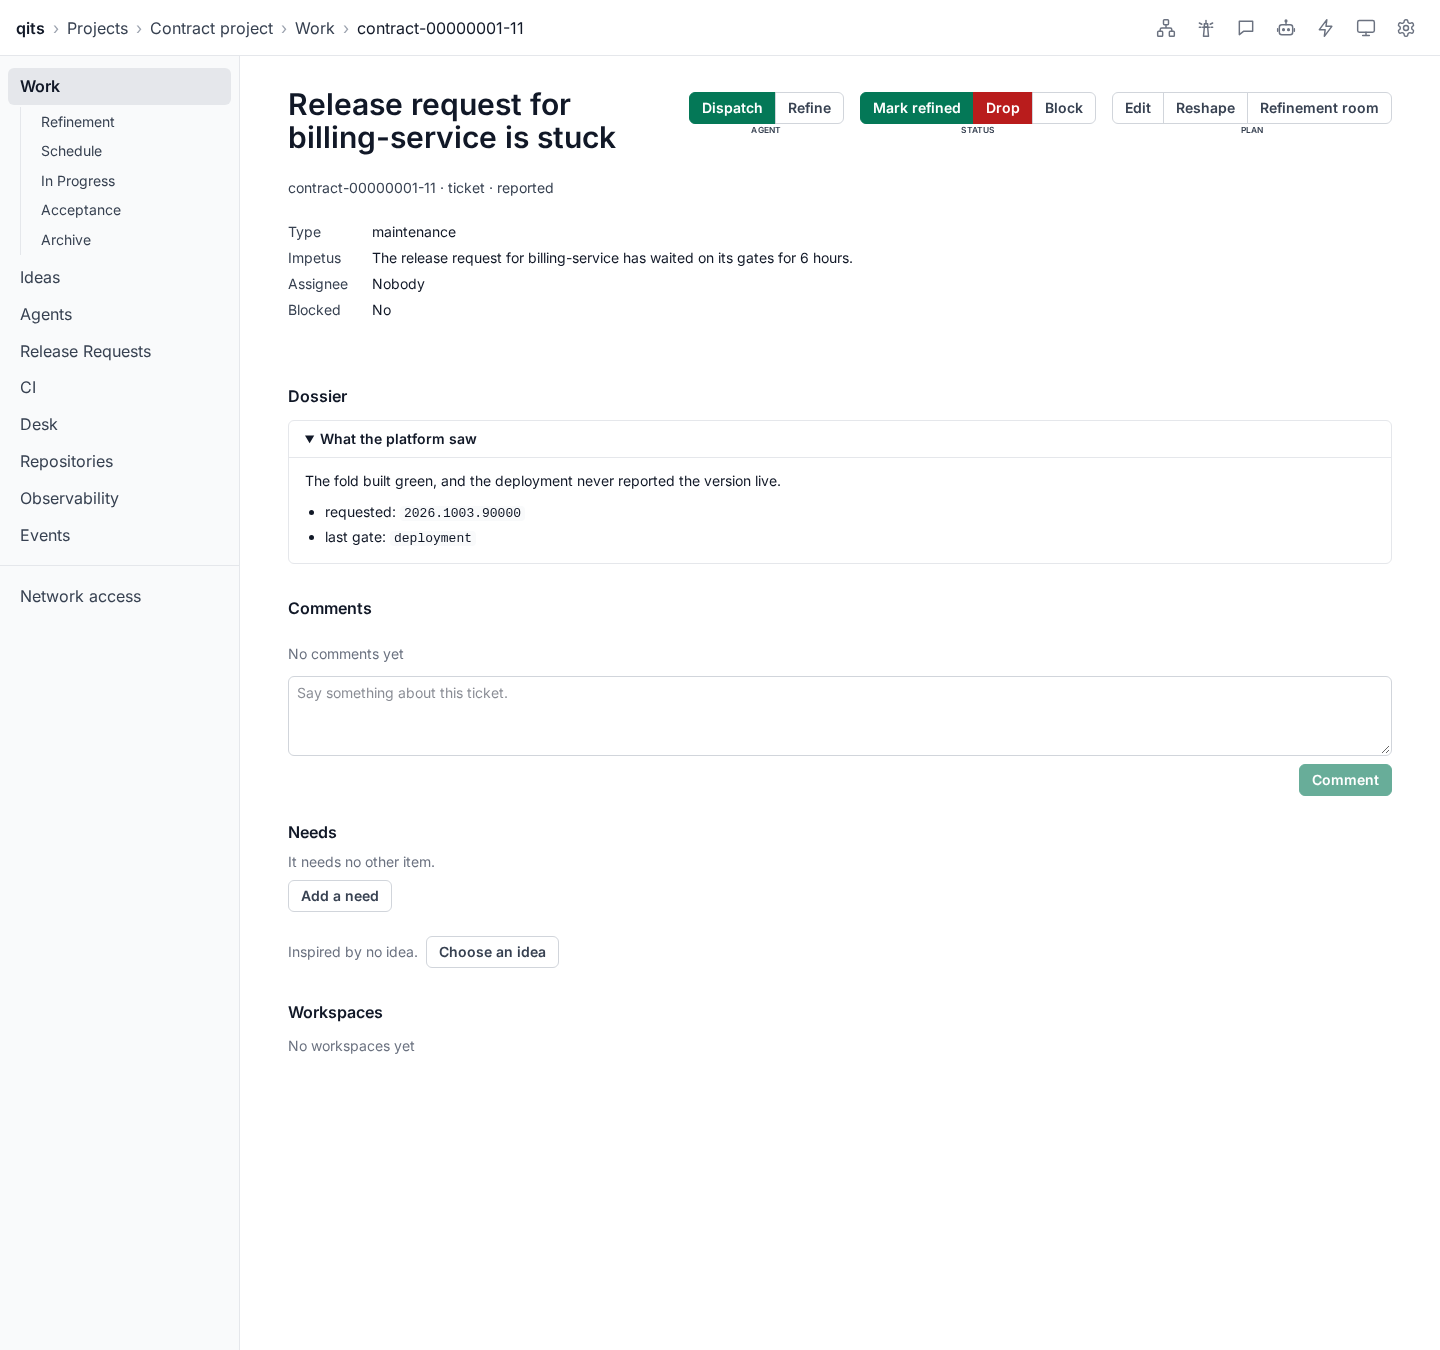 qits › Projects › Contract project › Work › contract-00000001-11
Work
Refinement
Schedule
In Progress
Acceptance
Archive
Ideas
Agents
Release Requests
CI
Desk
Repositories
Observability
Events
Network access
Release request for
billing-service is stuck
Dispatch Refine
AGENT
Mark refined Drop Block
STATUS
Edit Reshape Refinement room
PLAN
contract-00000001-11 · ticket · reported
Type maintenance
Impetus The release request for billing-service has waited on its gates for 6 hours.
Assignee Nobody
Blocked No
Dossier
▼ What the platform saw
The fold built green, and the deployment never reported the version live.
• requested: 2026.1003.90000
• last gate: deployment
Comments
No comments yet
Say something about this ticket.
Comment
Needs
It needs no other item.
Add a need
Inspired by no idea. Choose an idea
Workspaces
No workspaces yet